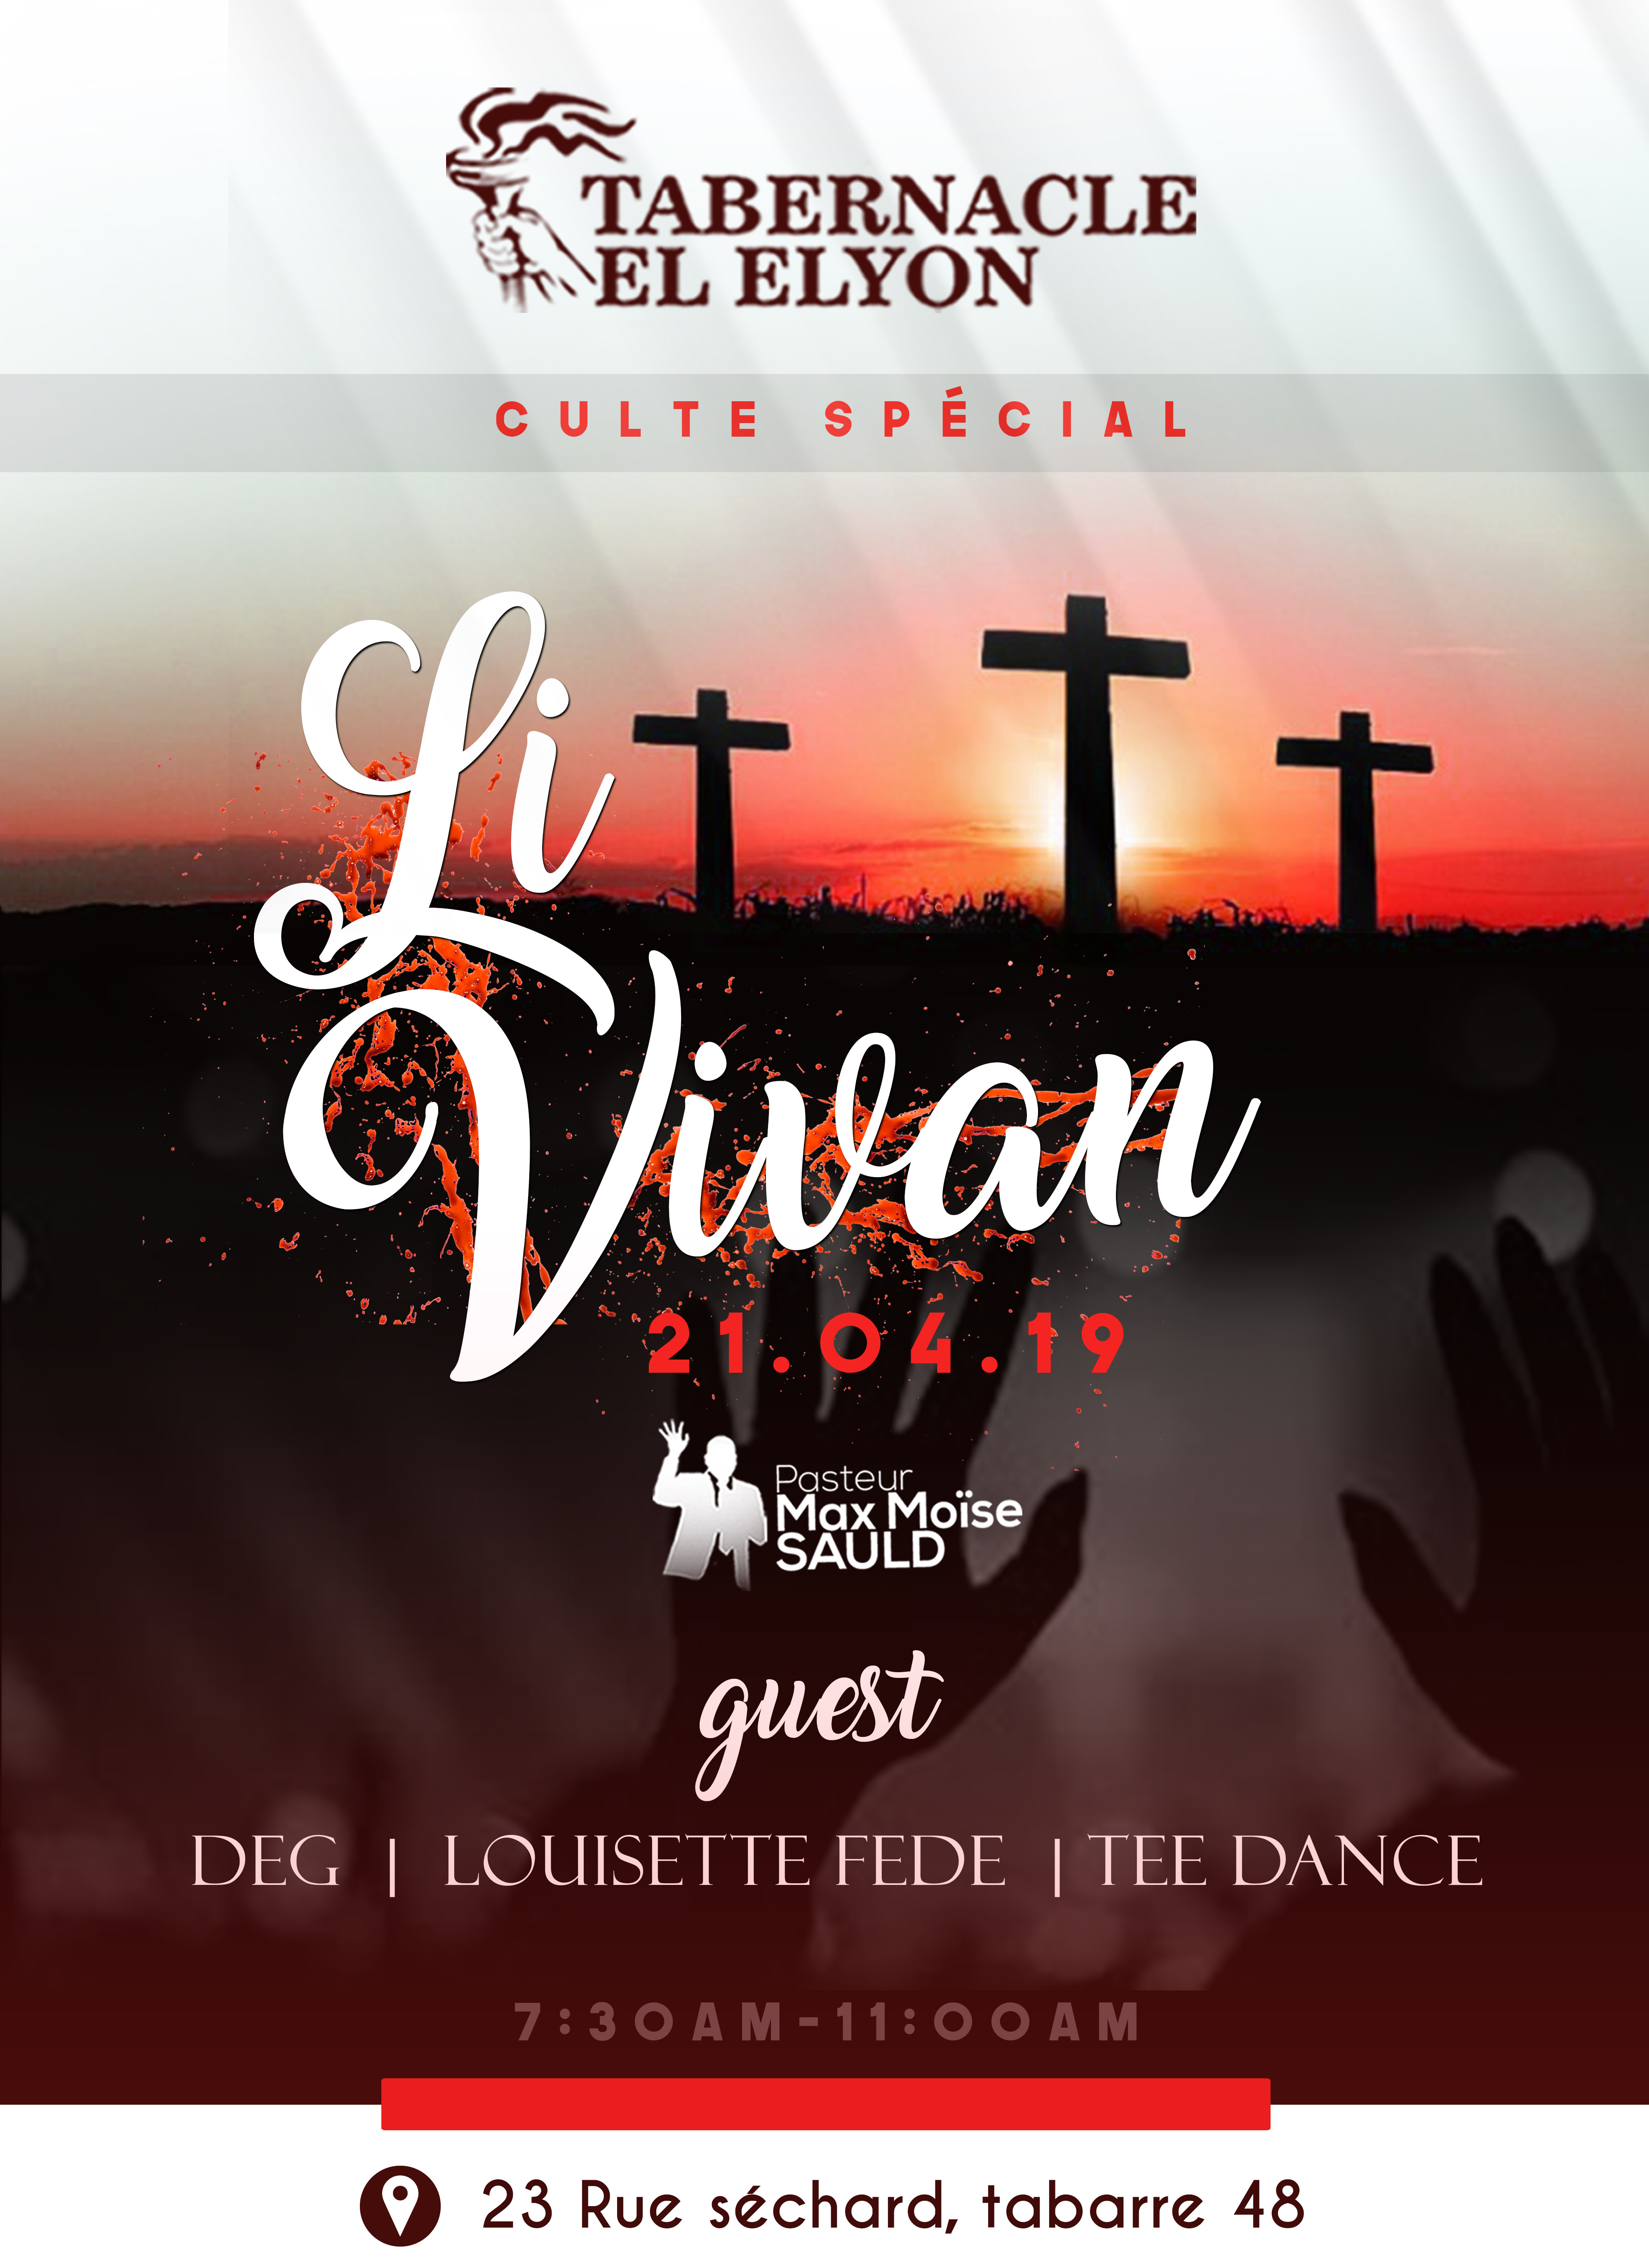 TABERNACLE
EL ELYON
CULTE SPÉCIAL
Li
Vivan
21.04.19
Pasteur
Max Moïse
SAULD
guest
DEG | LOUISETTE FEDE | TEE DANCE
7:30AM-11:00AM
23 Rue séchard, tabarre 48